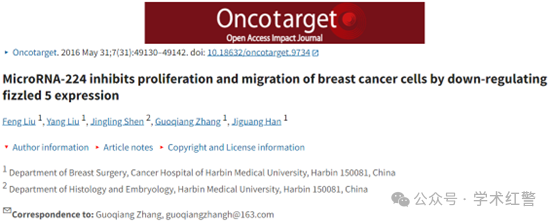 Oncotarget
Open Access Impact Journal
▸ Oncotarget. 2016 May 31;7(31):49130–49142. doi: 10.18632/oncotarget.9734
MicroRNA-224 inhibits proliferation and migration of breast cancer cells by down-regulating
fizzled 5 expression
Feng Liu 1, Yang Liu 1, Jingling Shen 2, Guoqiang Zhang 1, Jiguang Han 1
▸ Author information ▸ Article notes ▸ Copyright and License information
1 Department of Breast Surgery, Cancer Hospital of Harbin Medical University, Harbin 150081, China
2 Department of Histology and Embryology, Harbin Medical University, Harbin 150081, China
Correspondence to: Guoqiang Zhang, guoqiangzhangh@163.com
公众号 · 学术红警